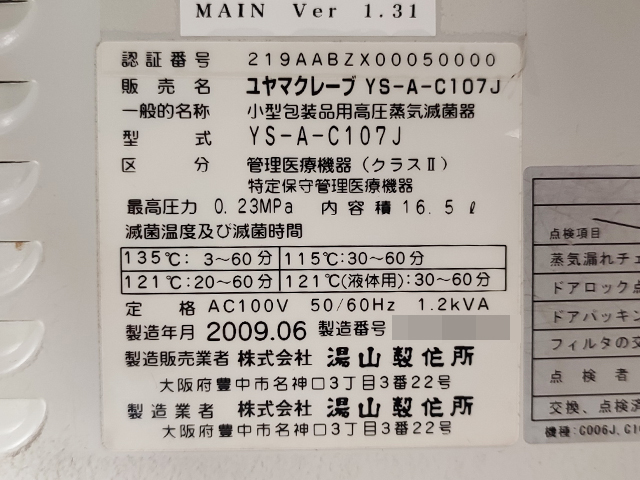 MAIN Ver 1.31
認証番号 219AABZX00050000
販売名 ユヤマクレーブ YS-A-C107J
一般的名称 小型包装品用高圧蒸気滅菌器
型式 YS-A-C107J
区分 管理医療機器（クラスⅡ）
特定保守管理医療機器
最高圧力 0.23MPa 内容積 16.5ℓ
滅菌温度及び滅菌時間
135℃: 3～60分 115℃:30～60分
121℃:20～60分 121℃(液体用):30～60分
定格 AC100V 50/60Hz 1.2kVA
製造年月 2009.06 製造番号
製造販売業者 株式会社 湯山製作所
大阪府豊中市名神口3丁目3番22号
製造業者 株式会社 湯山製作所
大阪府豊中市名神口3丁目3番22号
点検項目
蒸気漏れチェ
ドアロック点
ドアパッキン
フィルタの交
点検者
交換、点検済
機種: C006J,